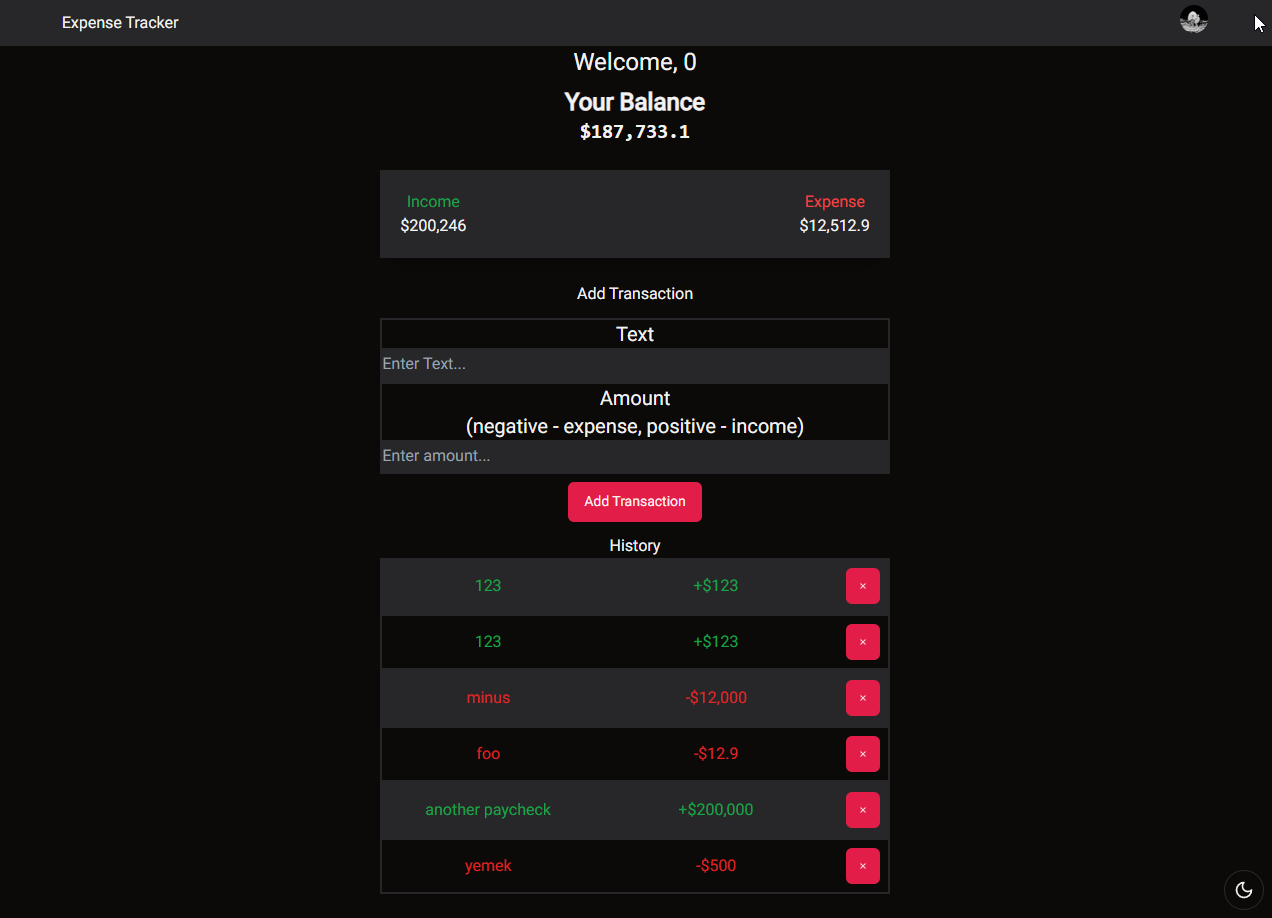 Expense Tracker
Welcome, 0
Your Balance
$187,733.1
Income Expense
$200,246 $12,512.9
Add Transaction
Text
Enter Text...
Amount
(negative - expense, positive - income)
Enter amount...
Add Transaction
History
123 +$123 ×
123 +$123 ×
minus -$12,000 ×
foo -$12.9 ×
another paycheck +$200,000 ×
yemek -$500 ×